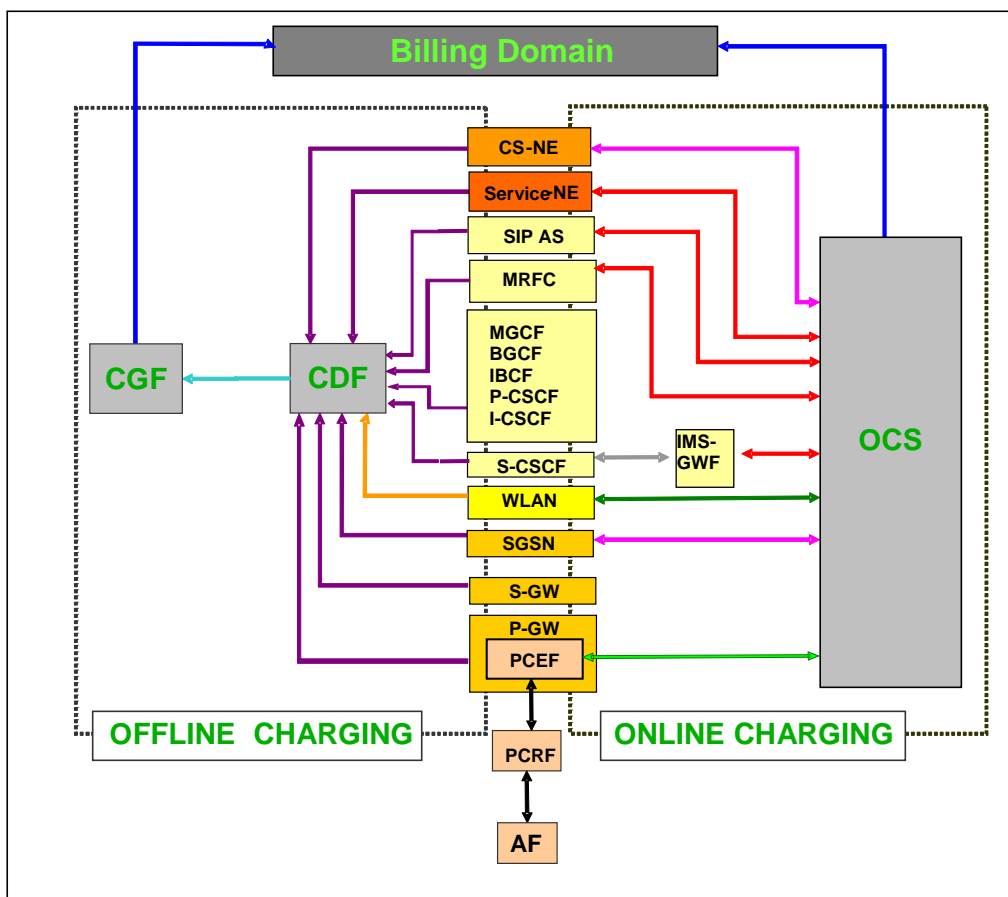 Billing Domain
CS-NE
Service-NE
SIP AS
MRFC
MGCF
BGCF
IBCF
P-CSCF
I-CSCF
CGF
CDF
OCS
S-CSCF
IMS-
GWF
WLAN
SGSN
S-GW
P-GW
PCEF
OFFLINE CHARGING
ONLINE CHARGING
PCRF
AF